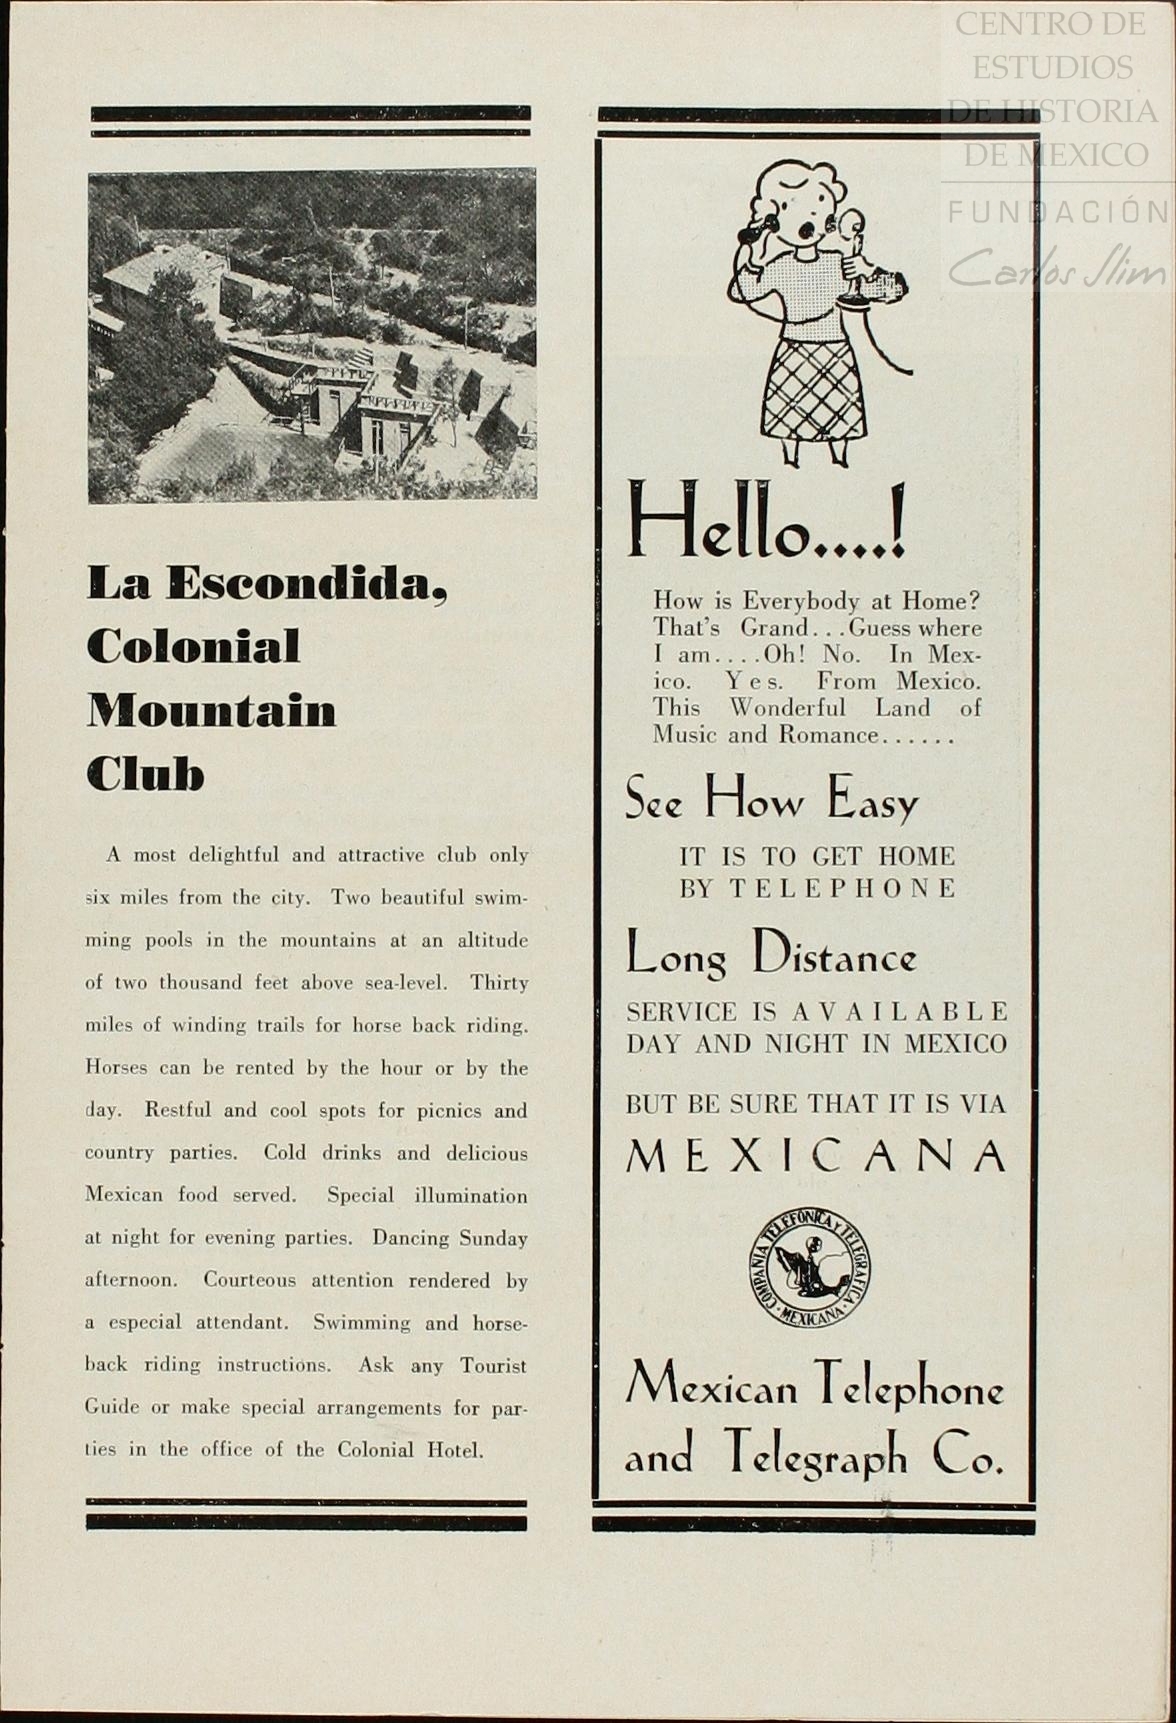 CENTRO DE
ESTUDIOS
DE HISTORIA
DE MEXICO
FUNDACIÓN
Carlos Slim
La Escondida,
Colonial
Mountain
Club
A most delightful and attractive club only
six miles from the city. Two beautiful swim-
ming pools in the mountains at an altitude
of two thousand feet above sea-level. Thirty
miles of winding trails for horse back riding.
Horses can be rented by the hour or by the
day. Restful and cool spots for picnics and
country parties. Cold drinks and delicious
Mexican food served. Special illumination
at night for evening parties. Dancing Sunday
afternoon. Courteous attention rendered by
a especial attendant. Swimming and horse-
back riding instructions. Ask any Tourist
Guide or make special arrangements for par-
ties in the office of the Colonial Hotel.
Hello....!
How is Everybody at Home?
That's Grand...Guess where
I am....Oh! No. In Mex-
ico. Yes. From Mexico.
This Wonderful Land of
Music and Romance......
See How Easy
IT IS TO GET HOME
BY TELEPHONE
Long Distance
SERVICE IS AVAILABLE
DAY AND NIGHT IN MEXICO
BUT BE SURE THAT IT IS VIA
MEXICANA
COMPAÑIA TELEFONICA Y TELEGRAFICA
MEXICANA
Mexican Telephone
and Telegraph Co.